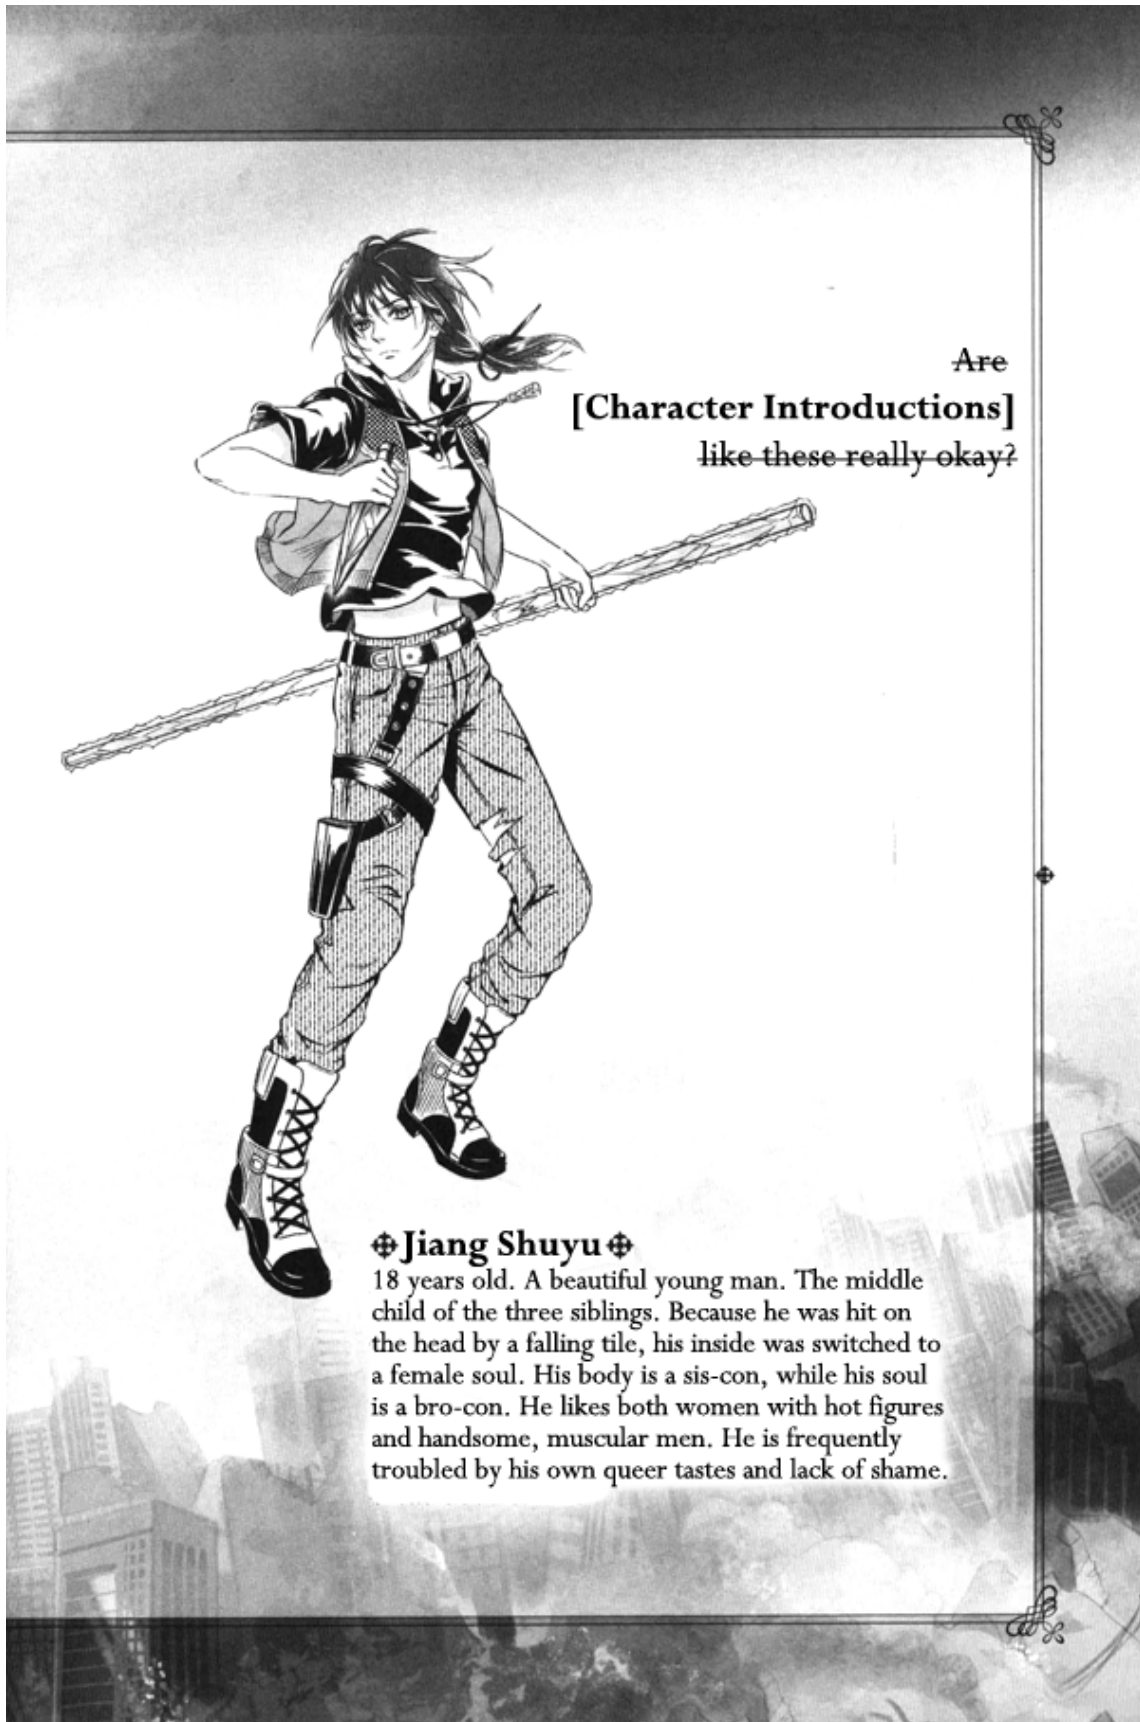 Are
[Character Introductions]
like these really okay?
Jiang Shuyu
18 years old. A beautiful young man. The middle
child of the three siblings. Because he was hit on
the head by a falling tile, his inside was switched to
a female soul. His body is a sis-con, while his soul
is a bro-con. He likes both women with hot figures
and handsome, muscular men. He is frequently
troubled by his own queer tastes and lack of shame.